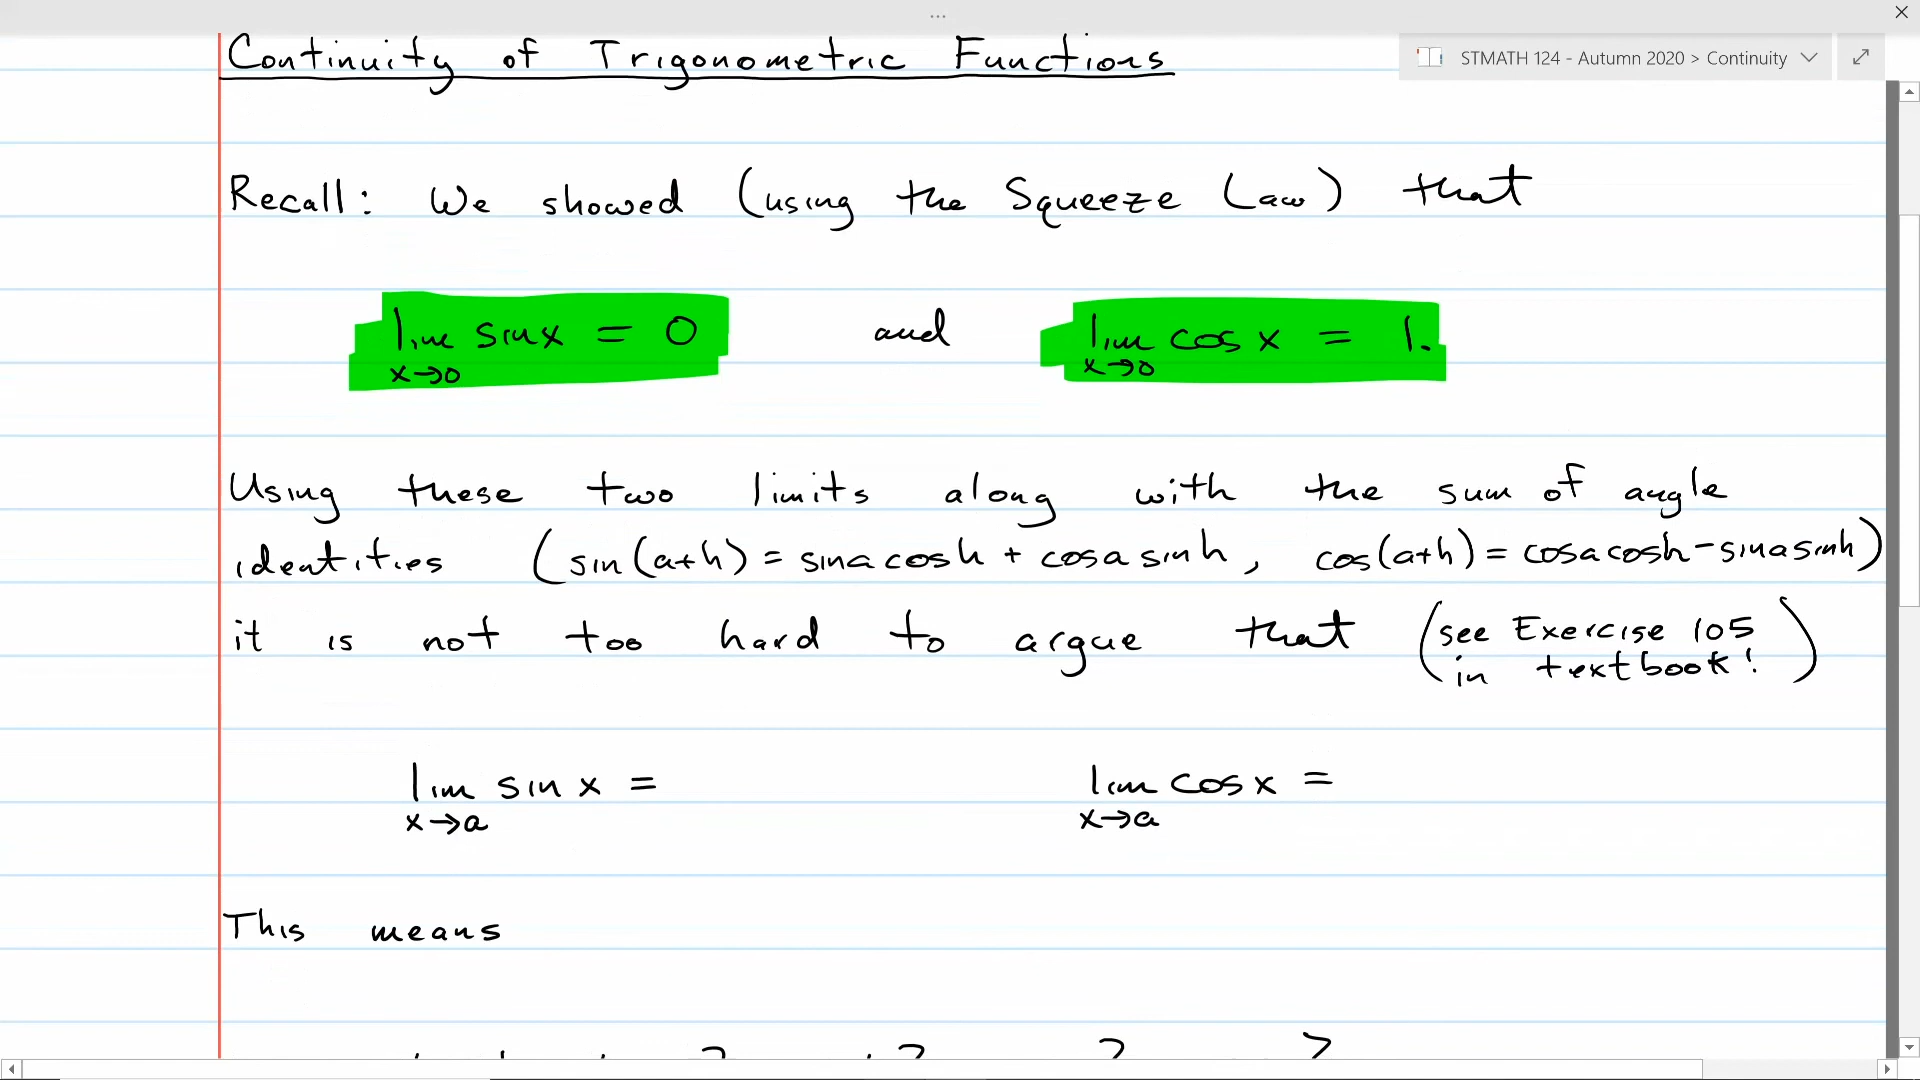 ...
Continuity of Trigonometric Functions
STMATH 124 - Autumn 2020 > Continuity
Recall: We showed (using the Squeeze Law) that
lim sin x = 0 and lim cos x = 1.
x→0 x→0
Using these two limits along with the sum of angle
identities (sin(a+h) = sin a cos h + cos a sin h, cos(a+h) = cos a cos h - sin a sin h)
it is not too hard to argue that (see Exercise 105
in textbook!)
lim sin x = lim cos x =
x→a x→a
This means